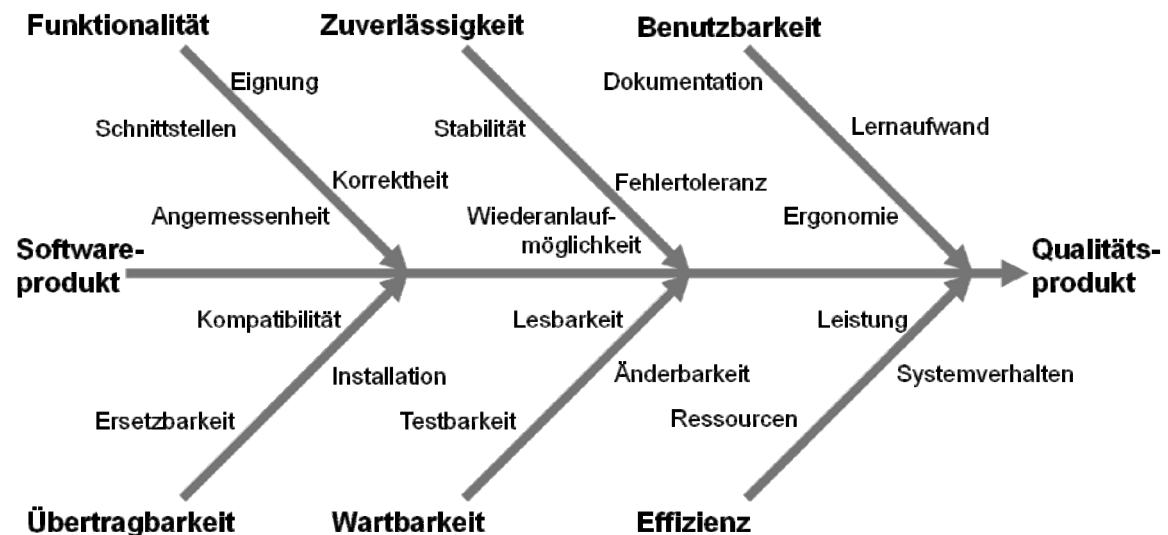 Funktionalität
Zuverlässigkeit
Benutzbarkeit
Eignung
Dokumentation
Schnittstellen
Stabilität
Lernaufwand
Korrektheit
Fehlertoleranz
Angemessenheit
Wiederanlauf-
möglichkeit
Ergonomie
Software-
produkt
Qualitäts-
produkt
Kompatibilität
Lesbarkeit
Leistung
Installation
Änderbarkeit
Systemverhalten
Ersetzbarkeit
Testbarkeit
Ressourcen
Übertragbarkeit
Wartbarkeit
Effizienz